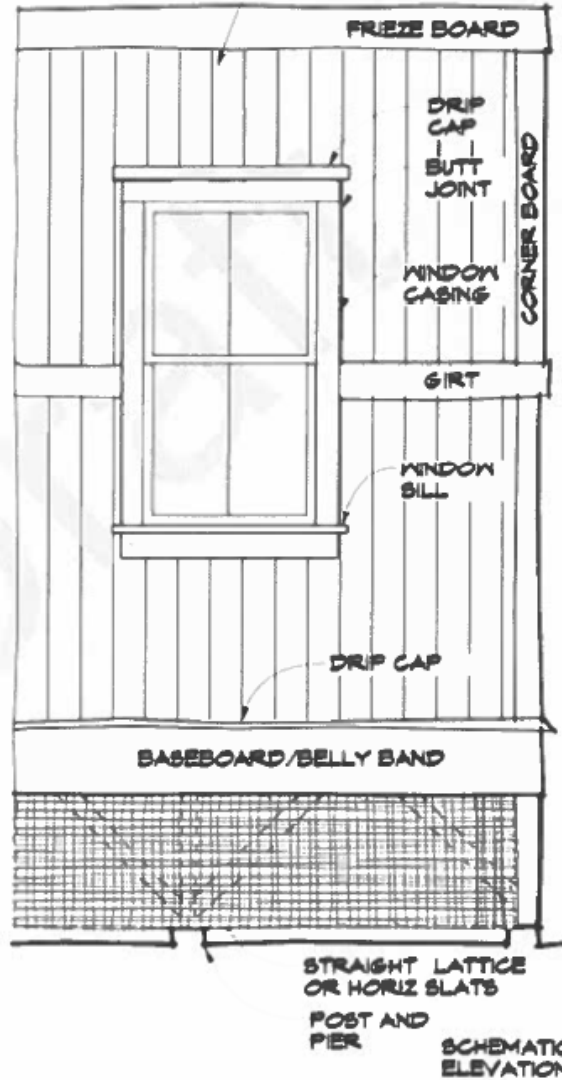 FRIEZE BOARD
DRIP
CAP
BUTT
JOINT
CORNER BOARD
WINDOW
CASING
GIRT
WINDOW
SILL
DRIP CAP
BASEBOARD/BELLY BAND
STRAIGHT LATTICE
OR HORIZ SLATS
POST AND
PIER
SCHEMATIC
ELEVATION